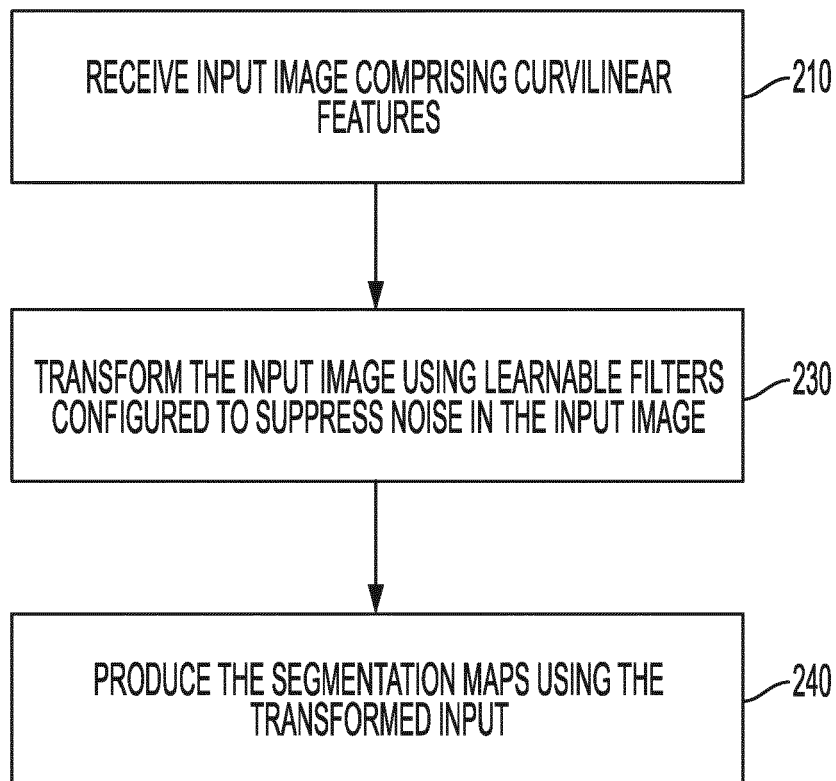 RECEIVE INPUT IMAGE COMPRISING CURVILINEAR
FEATURES
210
TRANSFORM THE INPUT IMAGE USING LEARNABLE FILTERS
CONFIGURED TO SUPPRESS NOISE IN THE INPUT IMAGE
230
PRODUCE THE SEGMENTATION MAPS USING THE
TRANSFORMED INPUT
240